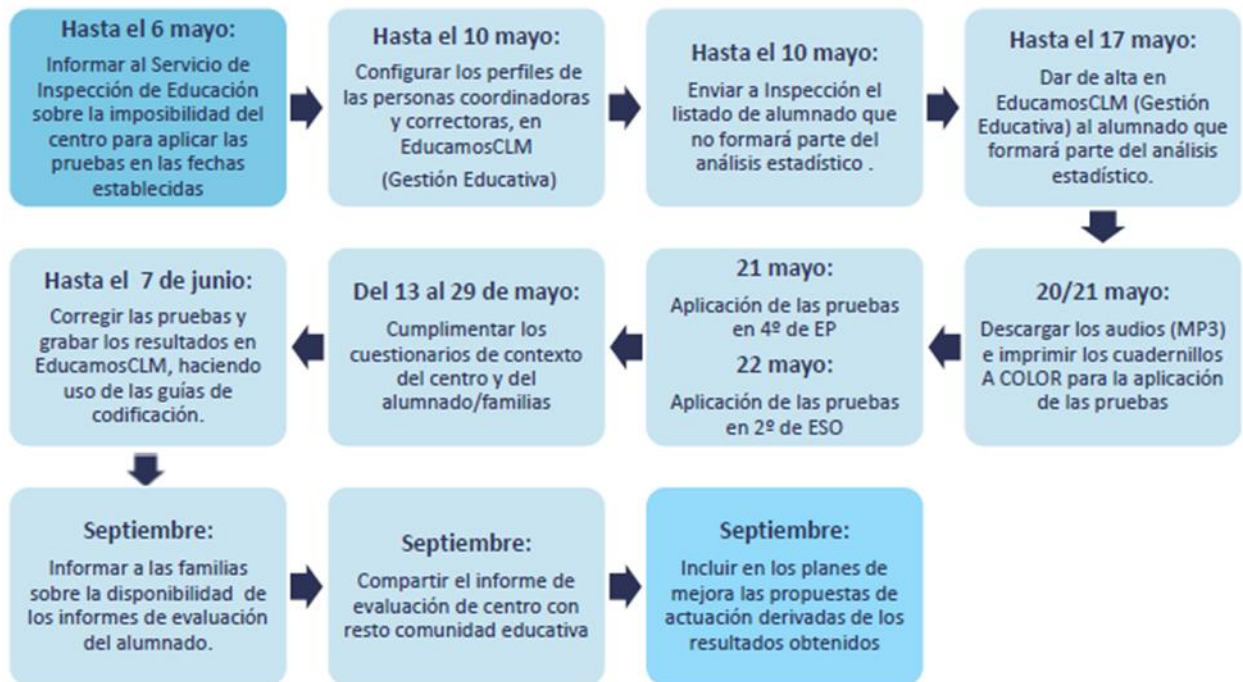 Hasta el 6 mayo:
Informar al Servicio de
Inspección de Educación
sobre la imposibilidad del
centro para aplicar las
pruebas en las fechas
establecidas
Hasta el 10 mayo:
Configurar los perfiles de
las personas coordinadoras
y correctoras, en
EducamosCLM
(Gestión Educativa)
Hasta el 10 mayo:
Enviar a Inspección el
listado de alumnado que
no formará parte del
análisis estadístico .
Hasta el 17 mayo:
Dar de alta en
EducamosCLM (Gestión
Educativa) al alumnado que
formará parte del análisis
estadístico.
20/21 mayo:
Descargar los audios (MP3)
e imprimir los cuadernillos
A COLOR para la aplicación
de las pruebas
21 mayo:
Aplicación de las pruebas
en 4º de EP
22 mayo:
Aplicación de las pruebas
en 2º de ESO
Del 13 al 29 de mayo:
Cumplimentar los
cuestionarios de contexto
del centro y del
alumnado/familias
Hasta el 7 de junio:
Corregir las pruebas y
grabar los resultados en
EducamosCLM, haciendo
uso de las guías de
codificación.
Septiembre:
Informar a las familias
sobre la disponibilidad de
los informes de evaluación
del alumnado.
Septiembre:
Compartir el informe de
evaluación de centro con
resto comunidad educativa
Septiembre:
Incluir en los planes de
mejora las propuestas de
actuación derivadas de los
resultados obtenidos